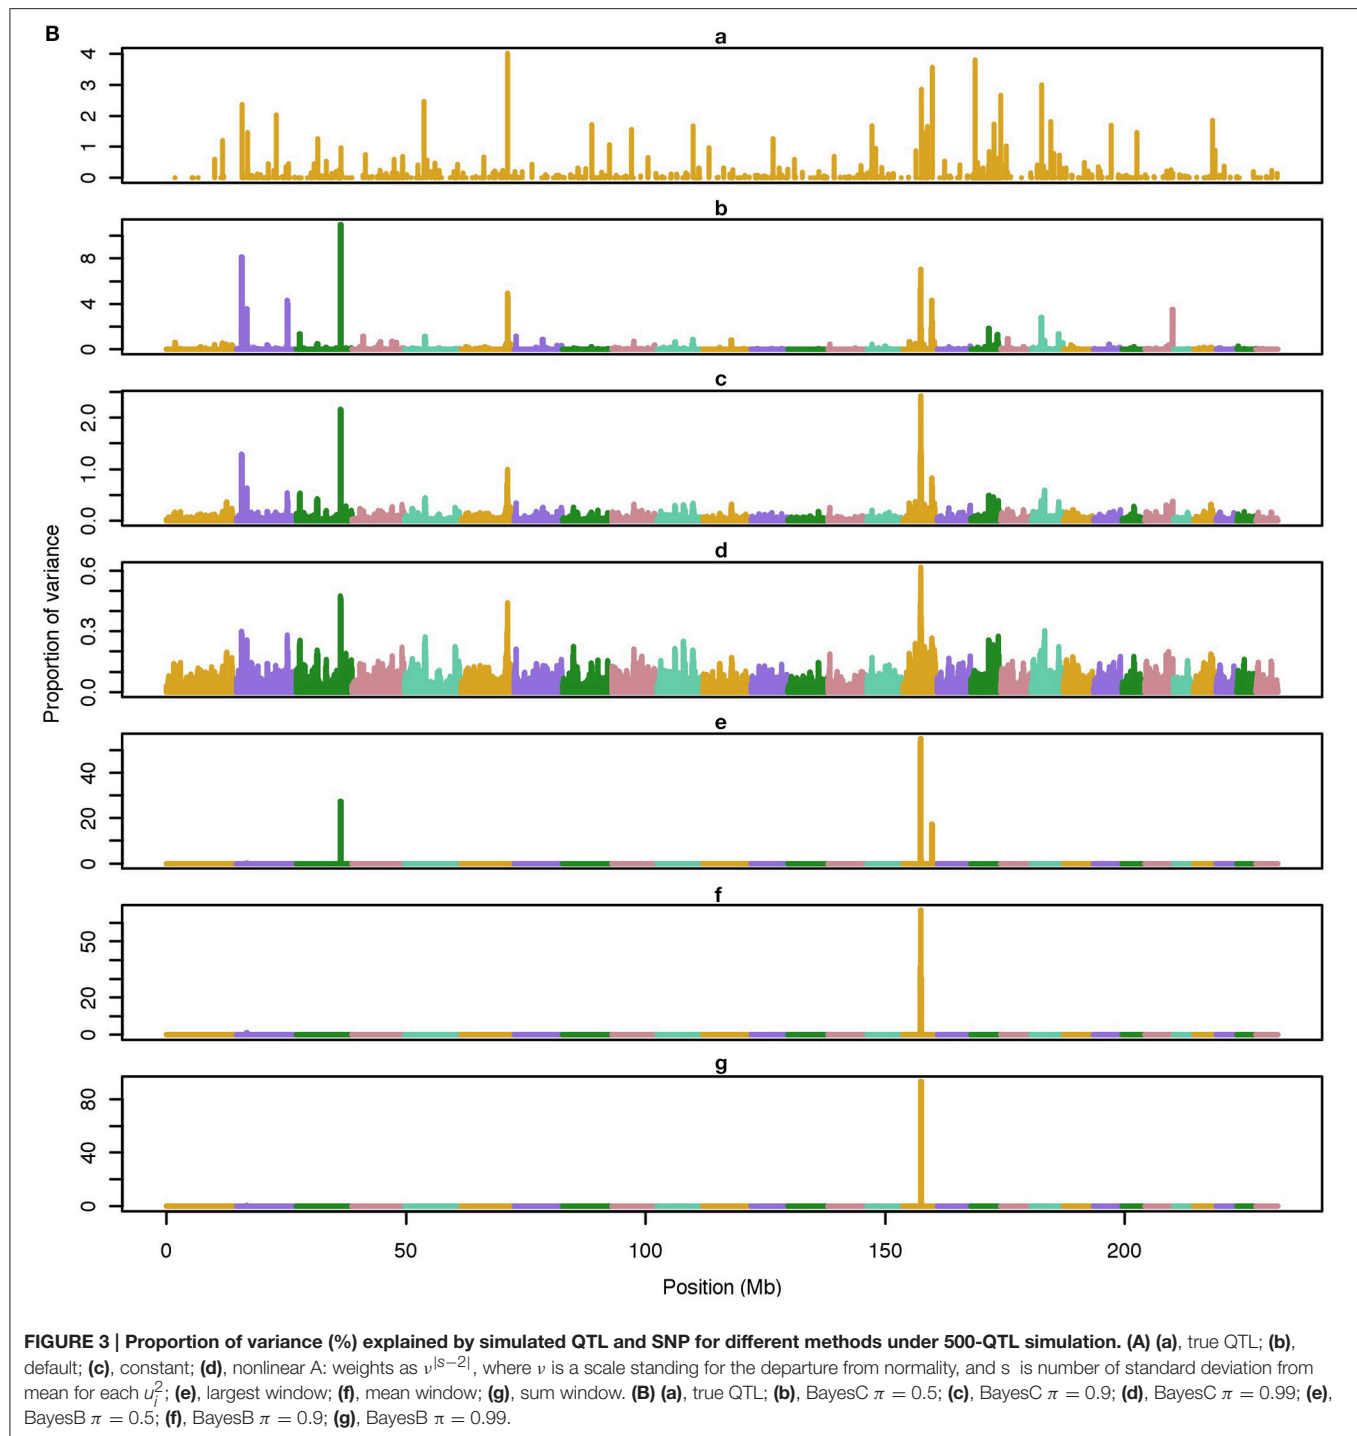 B
a
4
3
2
1
0
b
8
4
0
c
2.0
1.0
0.0
d
0.6
0.3
0.0
e
40
20
0
f
50
20
0
g
80
40
0
Proportion of variance
0 50 100 150 200
Position (Mb)
FIGURE 3 | Proportion of variance (%) explained by simulated QTL and SNP for different methods under 500-QTL simulation. (A) (a), true QTL; (b),
default; (c), constant; (d), nonlinear A: weights as ν^|s−2|, where ν is a scale standing for the departure from normality, and s is number of standard deviation from
mean for each u_i^2; (e), largest window; (f), mean window; (g), sum window. (B) (a), true QTL; (b), BayesC π = 0.5; (c), BayesC π = 0.9; (d), BayesC π = 0.99; (e),
BayesB π = 0.5; (f), BayesB π = 0.9; (g), BayesB π = 0.99.